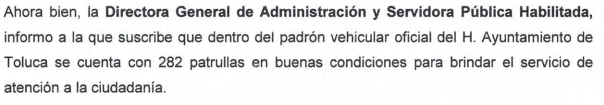 Ahora bien, la Directora General de Administración y Servidora Pública Habilitada,
informo a la que suscribe que dentro del padrón vehicular oficial del H. Ayuntamiento de
Toluca se cuenta con 282 patrullas en buenas condiciones para brindar el servicio de
atención a la ciudadanía.